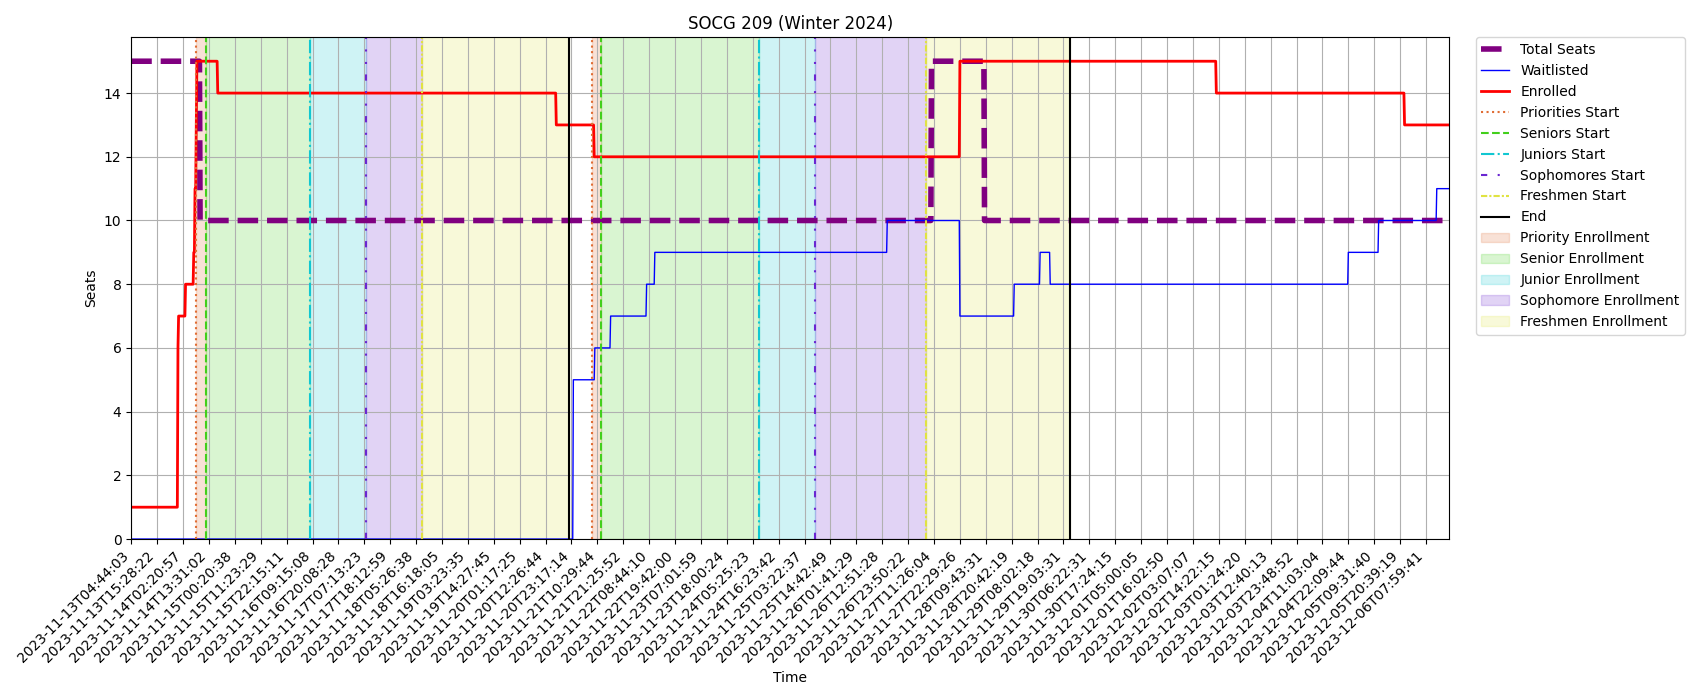 SOCG 209 (Winter 2024)
Seats
14
12
10
8
6
4
2
0
2023-11-13T04:44:03
2023-11-13T15:28:22
2023-11-14T02:20:57
2023-11-14T13:31:02
2023-11-15T00:20:38
2023-11-15T11:23:29
2023-11-15T22:15:11
2023-11-16T09:15:08
2023-11-16T20:08:28
2023-11-17T07:13:23
2023-11-17T18:12:59
2023-11-18T05:26:38
2023-11-18T16:18:05
2023-11-19T03:23:35
2023-11-19T14:27:45
2023-11-20T01:17:25
2023-11-20T12:26:44
2023-11-20T23:17:14
2023-11-21T10:29:44
2023-11-21T21:25:52
2023-11-22T08:44:10
2023-11-22T19:42:00
2023-11-23T07:01:59
2023-11-23T18:00:24
2023-11-24T05:25:23
2023-11-24T16:23:42
2023-11-25T03:22:37
2023-11-25T14:42:49
2023-11-26T01:41:29
2023-11-26T12:51:28
2023-11-26T23:50:22
2023-11-27T11:26:04
2023-11-27T22:29:26
2023-11-28T09:43:31
2023-11-28T20:42:19
2023-11-29T08:02:18
2023-11-29T19:03:31
2023-11-30T06:22:31
2023-11-30T17:24:15
2023-12-01T05:00:05
2023-12-01T16:02:50
2023-12-02T03:07:07
2023-12-02T14:22:15
2023-12-03T01:24:20
2023-12-03T12:40:13
2023-12-03T23:48:52
2023-12-04T11:03:04
2023-12-04T22:09:44
2023-12-05T09:31:40
2023-12-05T20:39:19
2023-12-06T07:59:41
Time
Total Seats
Waitlisted
Enrolled
Priorities Start
Seniors Start
Juniors Start
Sophomores Start
Freshmen Start
End
Priority Enrollment
Senior Enrollment
Junior Enrollment
Sophomore Enrollment
Freshmen Enrollment